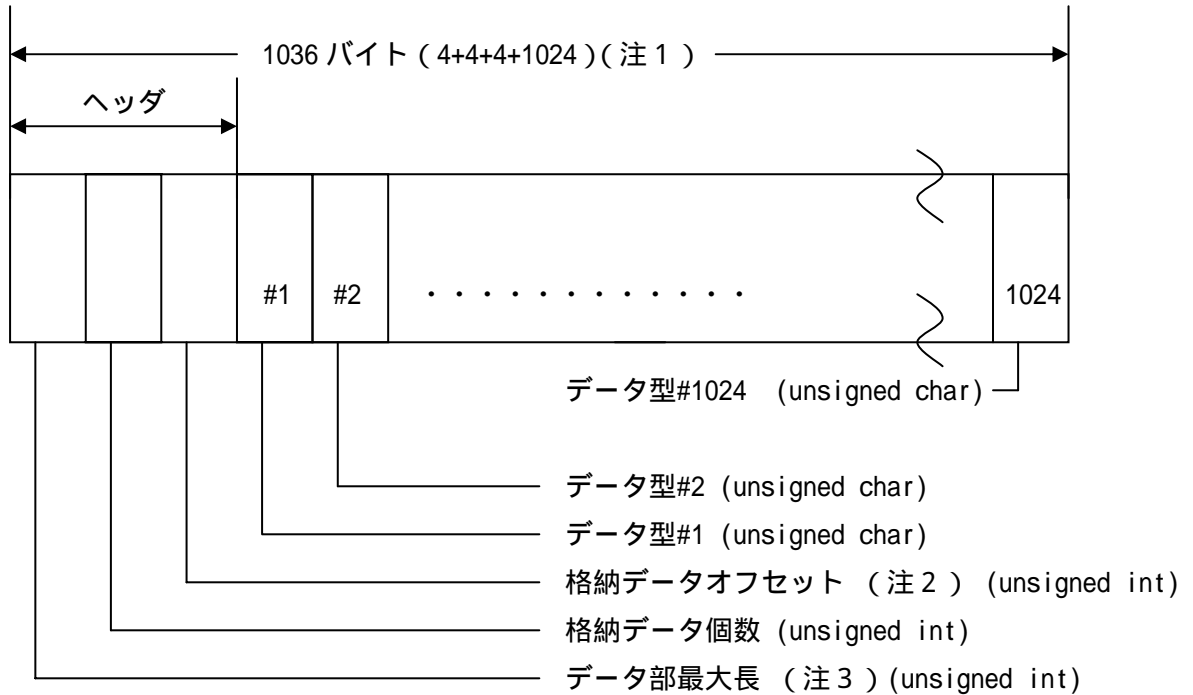 1036 バイト ( 4+4+4+1024 )( 注 1 )
ヘッダ
#1 #2 ・・・・・・・・・・・・ 1024
データ型#1024 (unsigned char)
データ型#2 (unsigned char)
データ型#1 (unsigned char)
格納データオフセット ( 注 2 ) (unsigned int)
格納データ個数 (unsigned int)
データ部最大長 ( 注 3 ) (unsigned int)